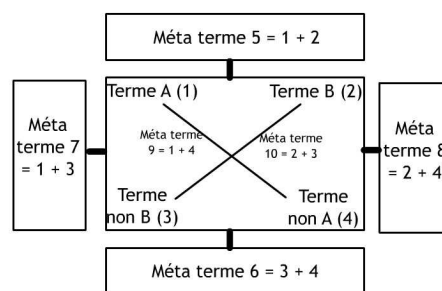 Méta terme 5 = 1 + 2
Terme A (1)
Terme B (2)
Méta
terme 7
= 1 + 3
Méta terme
9 = 1 + 4
Méta terme
10 = 2 + 3
Méta
terme 8
= 2 + 4
Terme
non B (3)
Terme
non A (4)
Méta terme 6 = 3 + 4